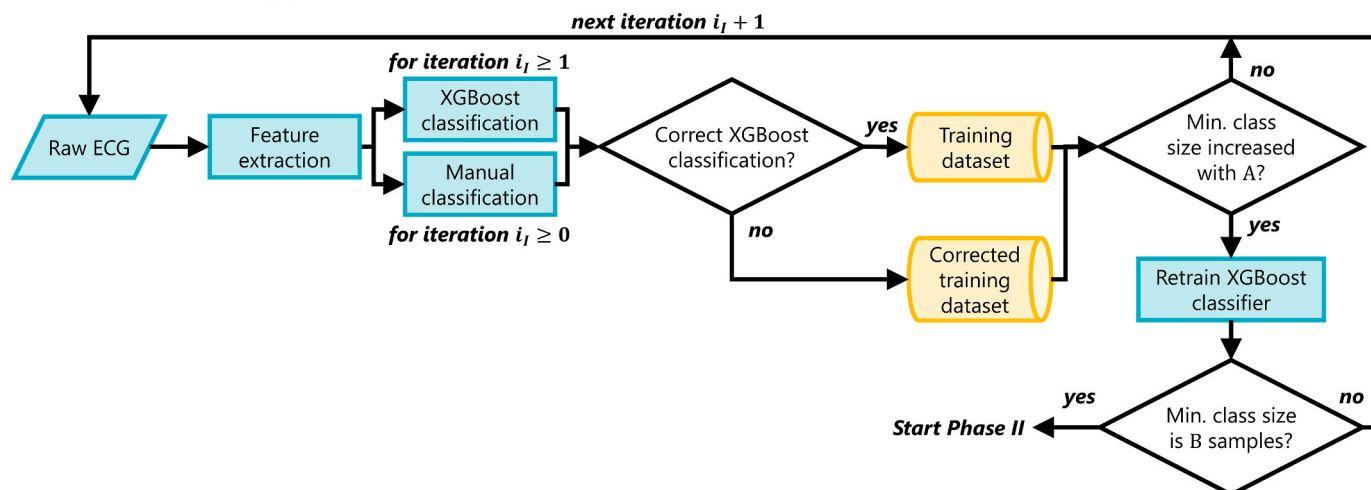 next iteration i_I + 1
for iteration i_I ≥ 1
XGBoost
classification
Raw ECG
Feature
extraction
Manual
classification
for iteration i_I ≥ 0
Correct XGBoost
classification?
yes
no
Training
dataset
Corrected
training
dataset
no
Min. class
size increased
with A?
yes
Retrain XGBoost
classifier
yes
no
Min. class size
is B samples?
Start Phase II